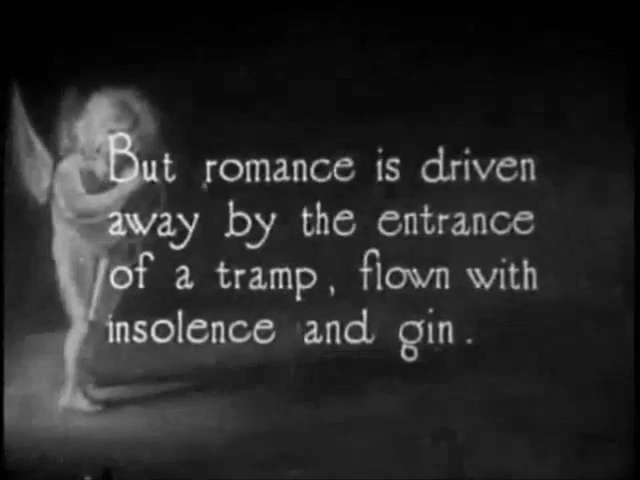 But romance is driven
away by the entrance
of a tramp, flown with
insolence and gin.